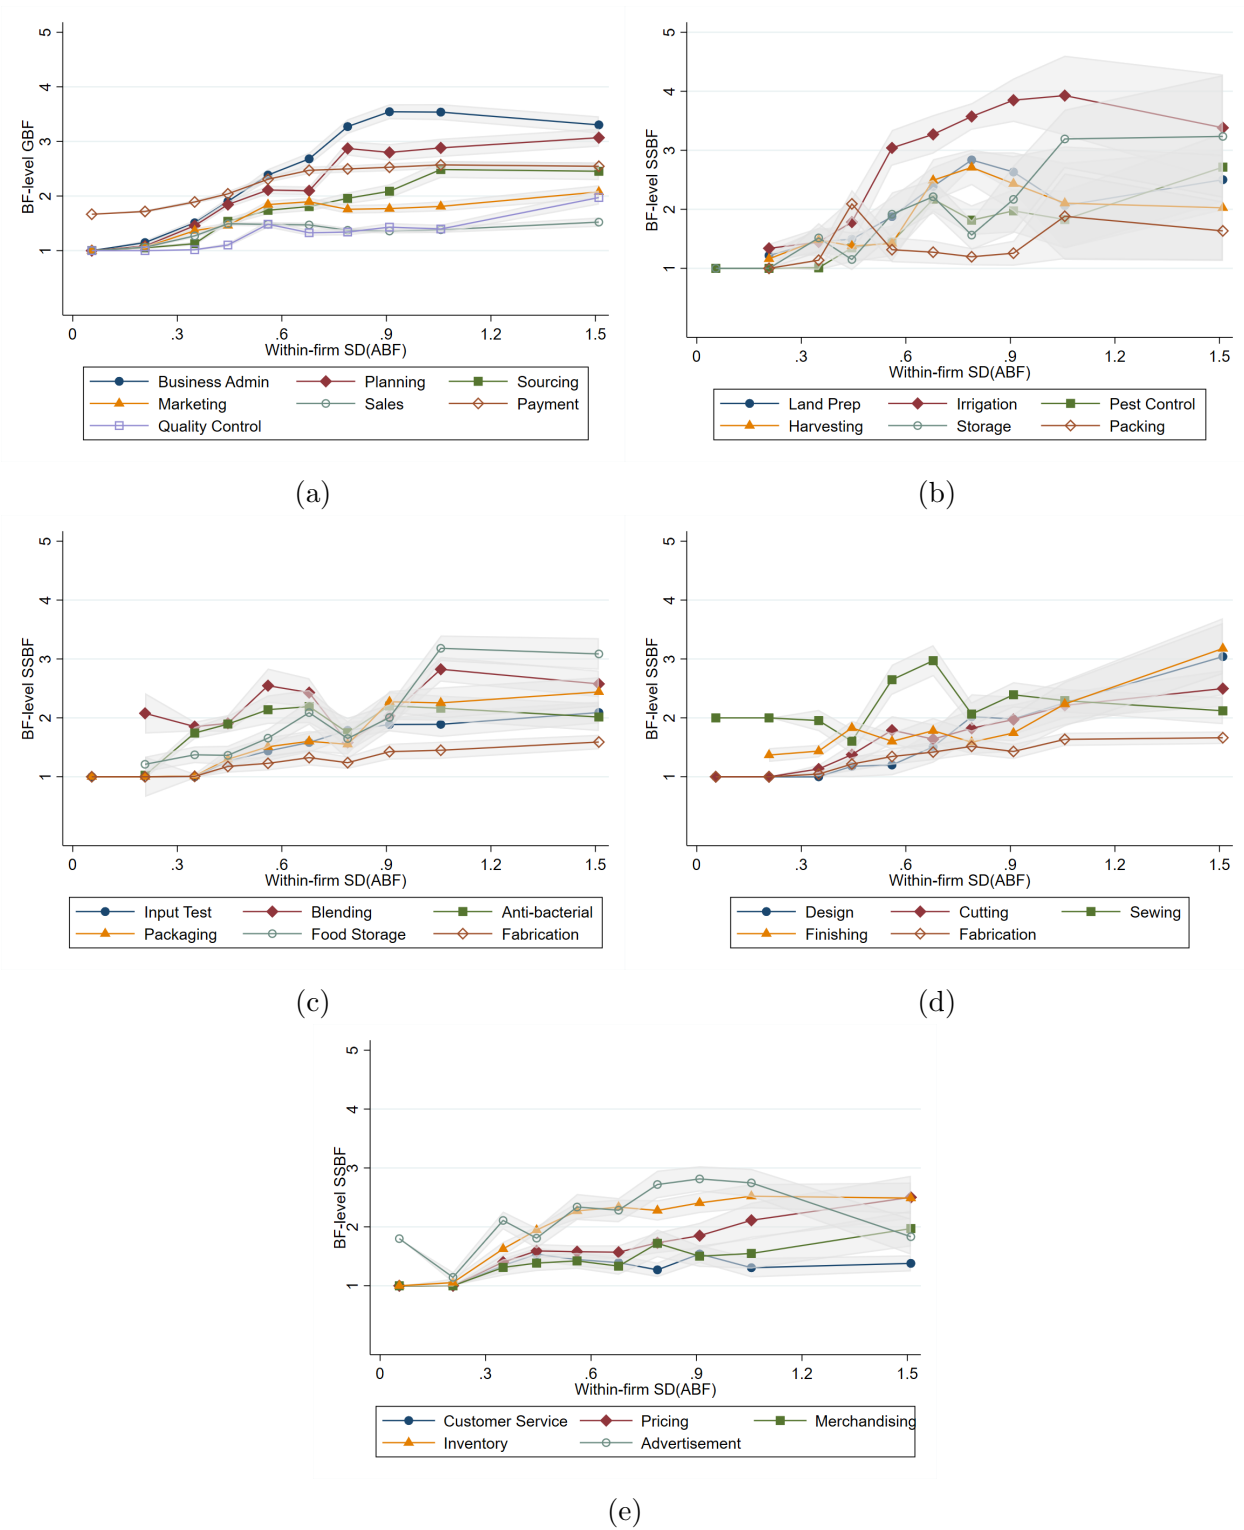 BF-level GBF
5
4
3
2
1
0 .3 .6 .9 1.2 1.5
Within-firm SD(ABF)
Business Admin Planning Sourcing
Marketing Sales Payment
Quality Control
(a)
BF-level SSBF
5
4
3
2
1
0 .3 .6 .9 1.2 1.5
Within-firm SD(ABF)
Land Prep Irrigation Pest Control
Harvesting Storage Packing
(b)
BF-level SSBF
5
4
3
2
1
0 .3 .6 .9 1.2 1.5
Within-firm SD(ABF)
Input Test Blending Anti-bacterial
Packaging Food Storage Fabrication
(c)
BF-level SSBF
5
4
3
2
1
0 .3 .6 .9 1.2 1.5
Within-firm SD(ABF)
Design Cutting Sewing
Finishing Fabrication
(d)
BF-level SSBF
5
4
3
2
1
0 .3 .6 .9 1.2 1.5
Within-firm SD(ABF)
Customer Service Pricing Merchandising
Inventory Advertisement
(e)